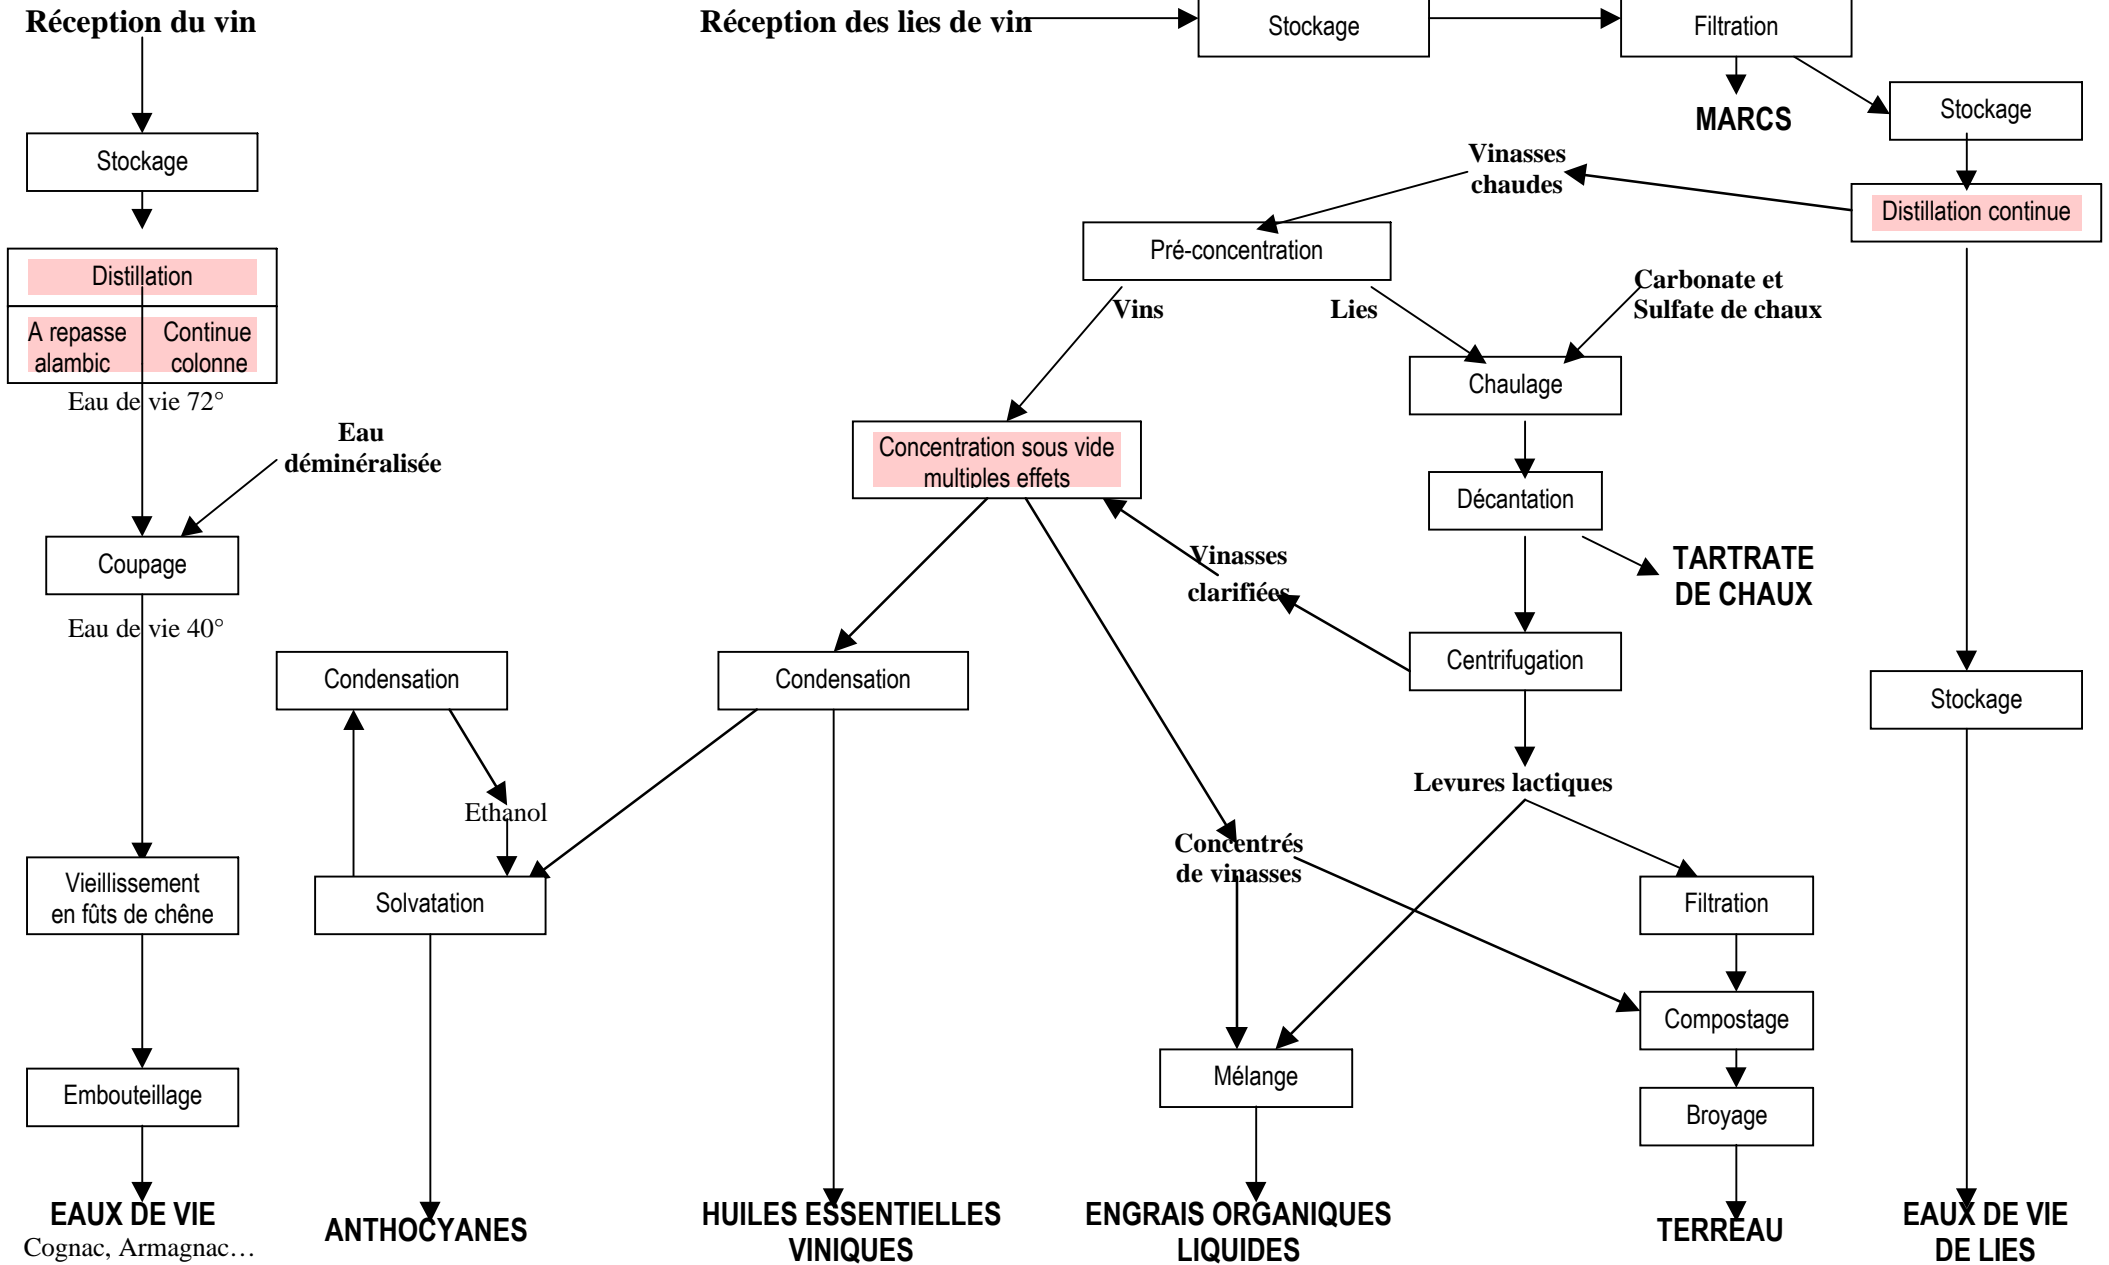 Réception du vin
Réception des lies de vin
Stockage
Filtration
MARCS
Stockage
Stockage
Vinasses
chaudes
Distillation continue
Pré-concentration
Distillation
Carbonate et
Sulfate de chaux
Vins
Lies
A repasse
alambic
Continue
colonne
Eau de vie 72°
Chaulage
Eau
déminéralisée
Concentration sous vide
multiples effets
Décantation
Coupage
Vinasses
clarifiées
TARTRATE
DE CHAUX
Eau de vie 40°
Condensation
Condensation
Centrifugation
Stockage
Levures lactiques
Ethanol
Concentrés
de vinasses
Vieillissement
en fûts de chêne
Solvatation
Filtration
Compostage
Mélange
Embouteillage
Broyage
EAUX DE VIE
Cognac, Armagnac…
ANTHOCYANES
HUILES ESSENTIELLES
VINIQUES
ENGRAIS ORGANIQUES
LIQUIDES
TERREAU
EAUX DE VIE
DE LIES